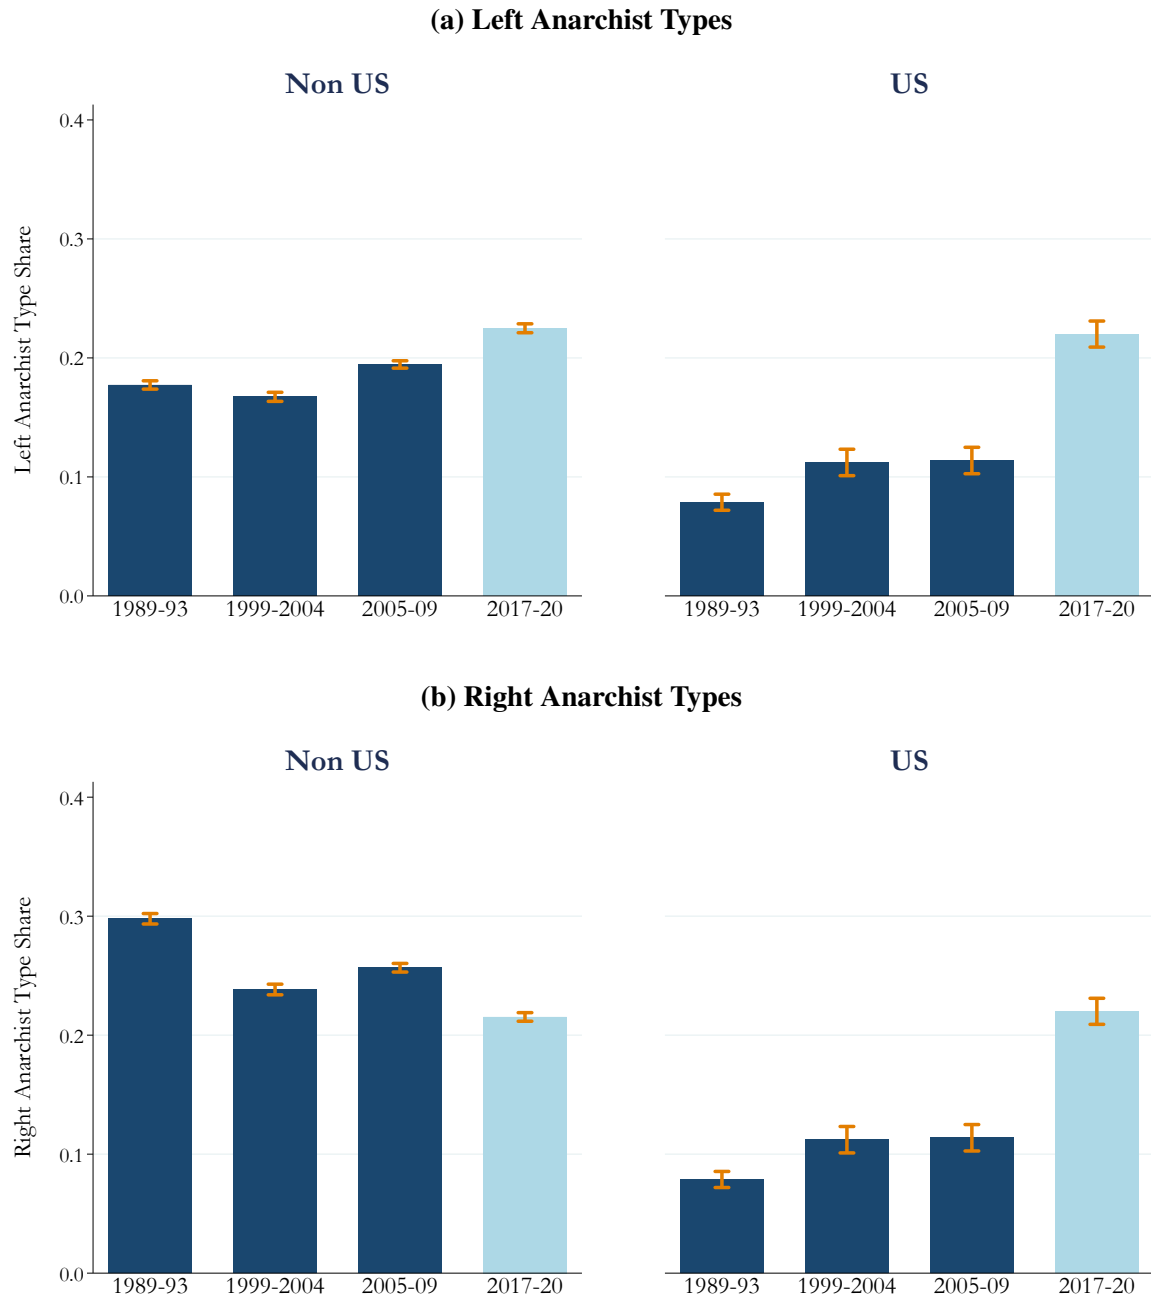 (a) Left Anarchist Types
Non US
US
Left Anarchist Type Share
0.4
0.3
0.2
0.1
0.0
1989-93 1999-2004 2005-09 2017-20
1989-93 1999-2004 2005-09 2017-20
(b) Right Anarchist Types
Non US
US
Right Anarchist Type Share
0.4
0.3
0.2
0.1
0.0
1989-93 1999-2004 2005-09 2017-20
1989-93 1999-2004 2005-09 2017-20